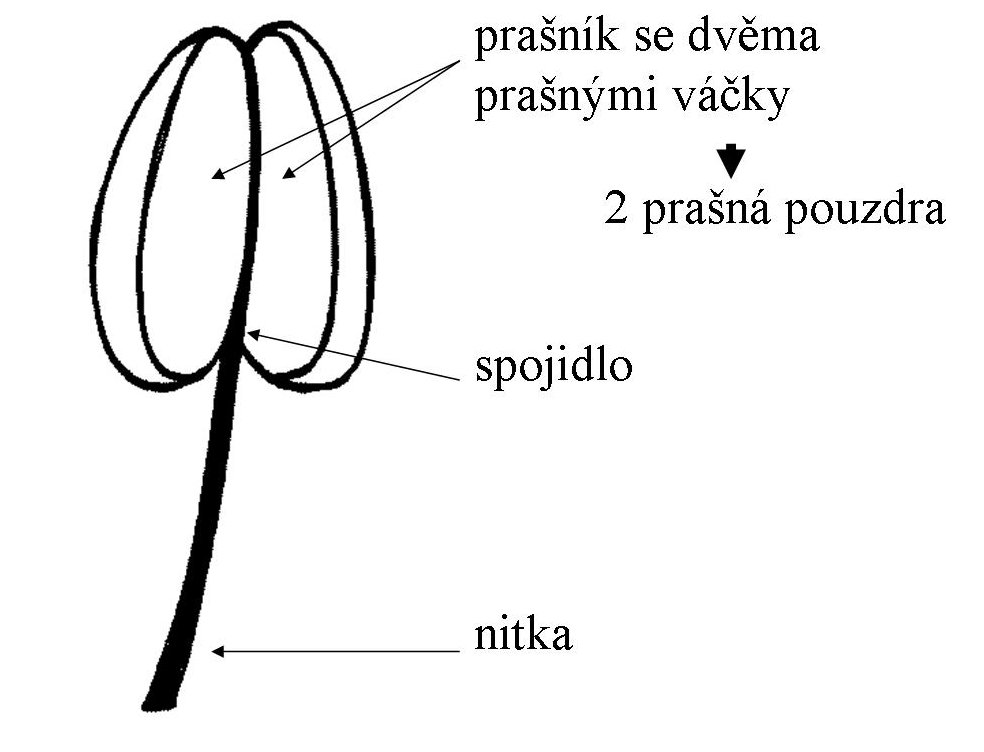 prašník se dvěma
prašnými váčky
2 prašná pouzdra
spojidlo
nitka